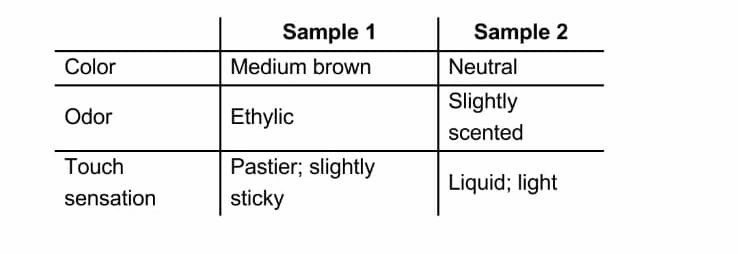 Sample 1 Sample 2
Color Medium brown Neutral
Odor Ethylic Slightly
scented
Touch
sensation Pastier; slightly
sticky Liquid; light